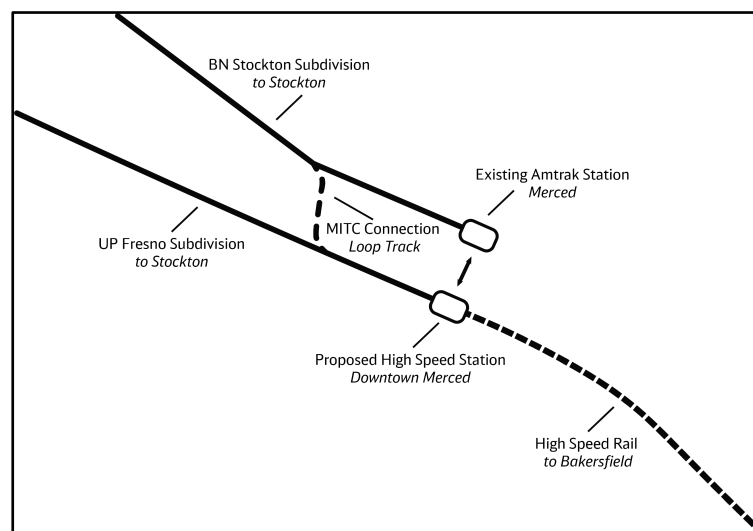 BN Stockton Subdivision
to Stockton
Existing Amtrak Station
Merced
MITC Connection
Loop Track
UP Fresno Subdivision
to Stockton
Proposed High Speed Station
Downtown Merced
High Speed Rail
to Bakersfield